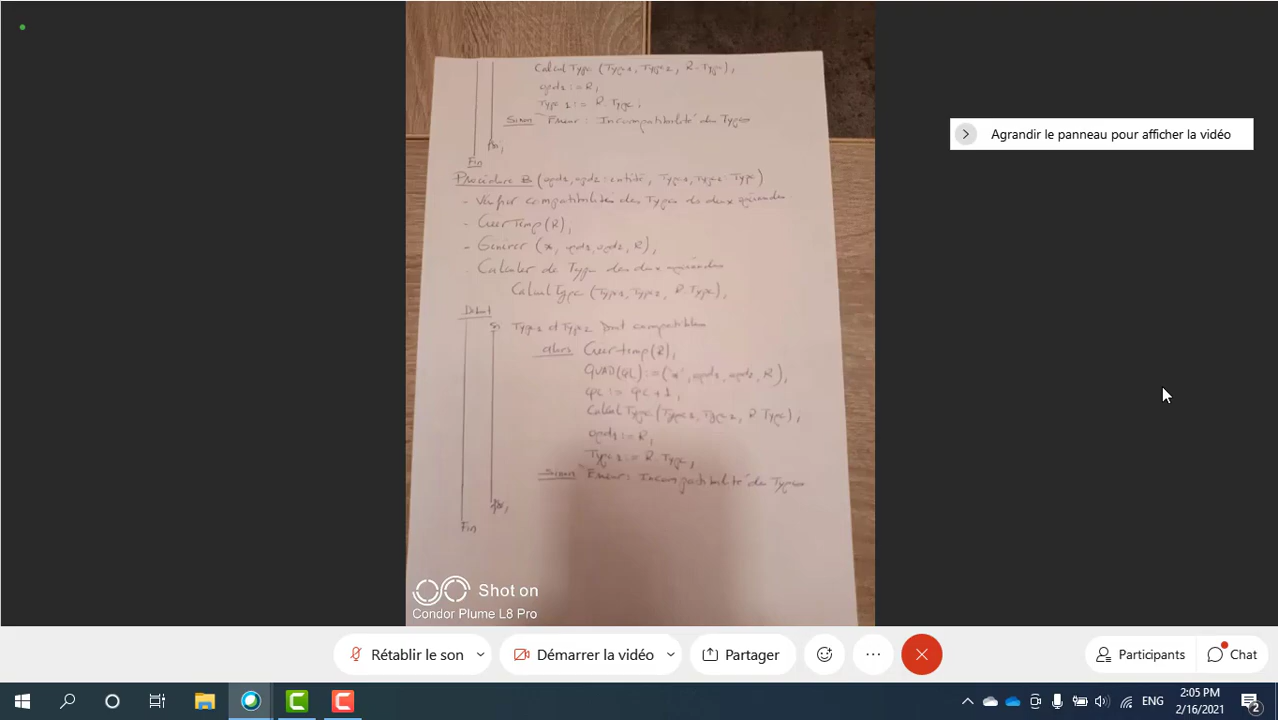 Calcul Type (Type1, Type2, R.Type),
opd1 := R,
Type 1 := R.Type,
Sinon Erreur : Incompatibilité des Types
Fin
Procédure B (opd1, opd2 : entité, Type1, Type2 : Type)
- Vérifier compatibilité des Types des deux opérandes
- Creer Temp (R),
- Générer (*, opd1, opd2, R),
Calculer le Type des deux opérandes
Calcul Type (Type1, Type2, R.Type),
Début
Si Type1 et Type2 sont compatibles
alors Creer-temp (R),
QUAD(QC) := ('*', opd1, opd2, R),
qc := qc + 1,
Calcul Type (Type1, Type2, R.Type),
opd1 := R,
Type 1 := R.Type,
Sinon Erreur : Incompatibilité des Types
Fin
Shot on
Condor Plume L8 Pro
Agrandir le panneau pour afficher la vidéo
Rétablir le son Démarrer la vidéo Partager Participants Chat
ENG
2:05 PM
2/16/2021
2